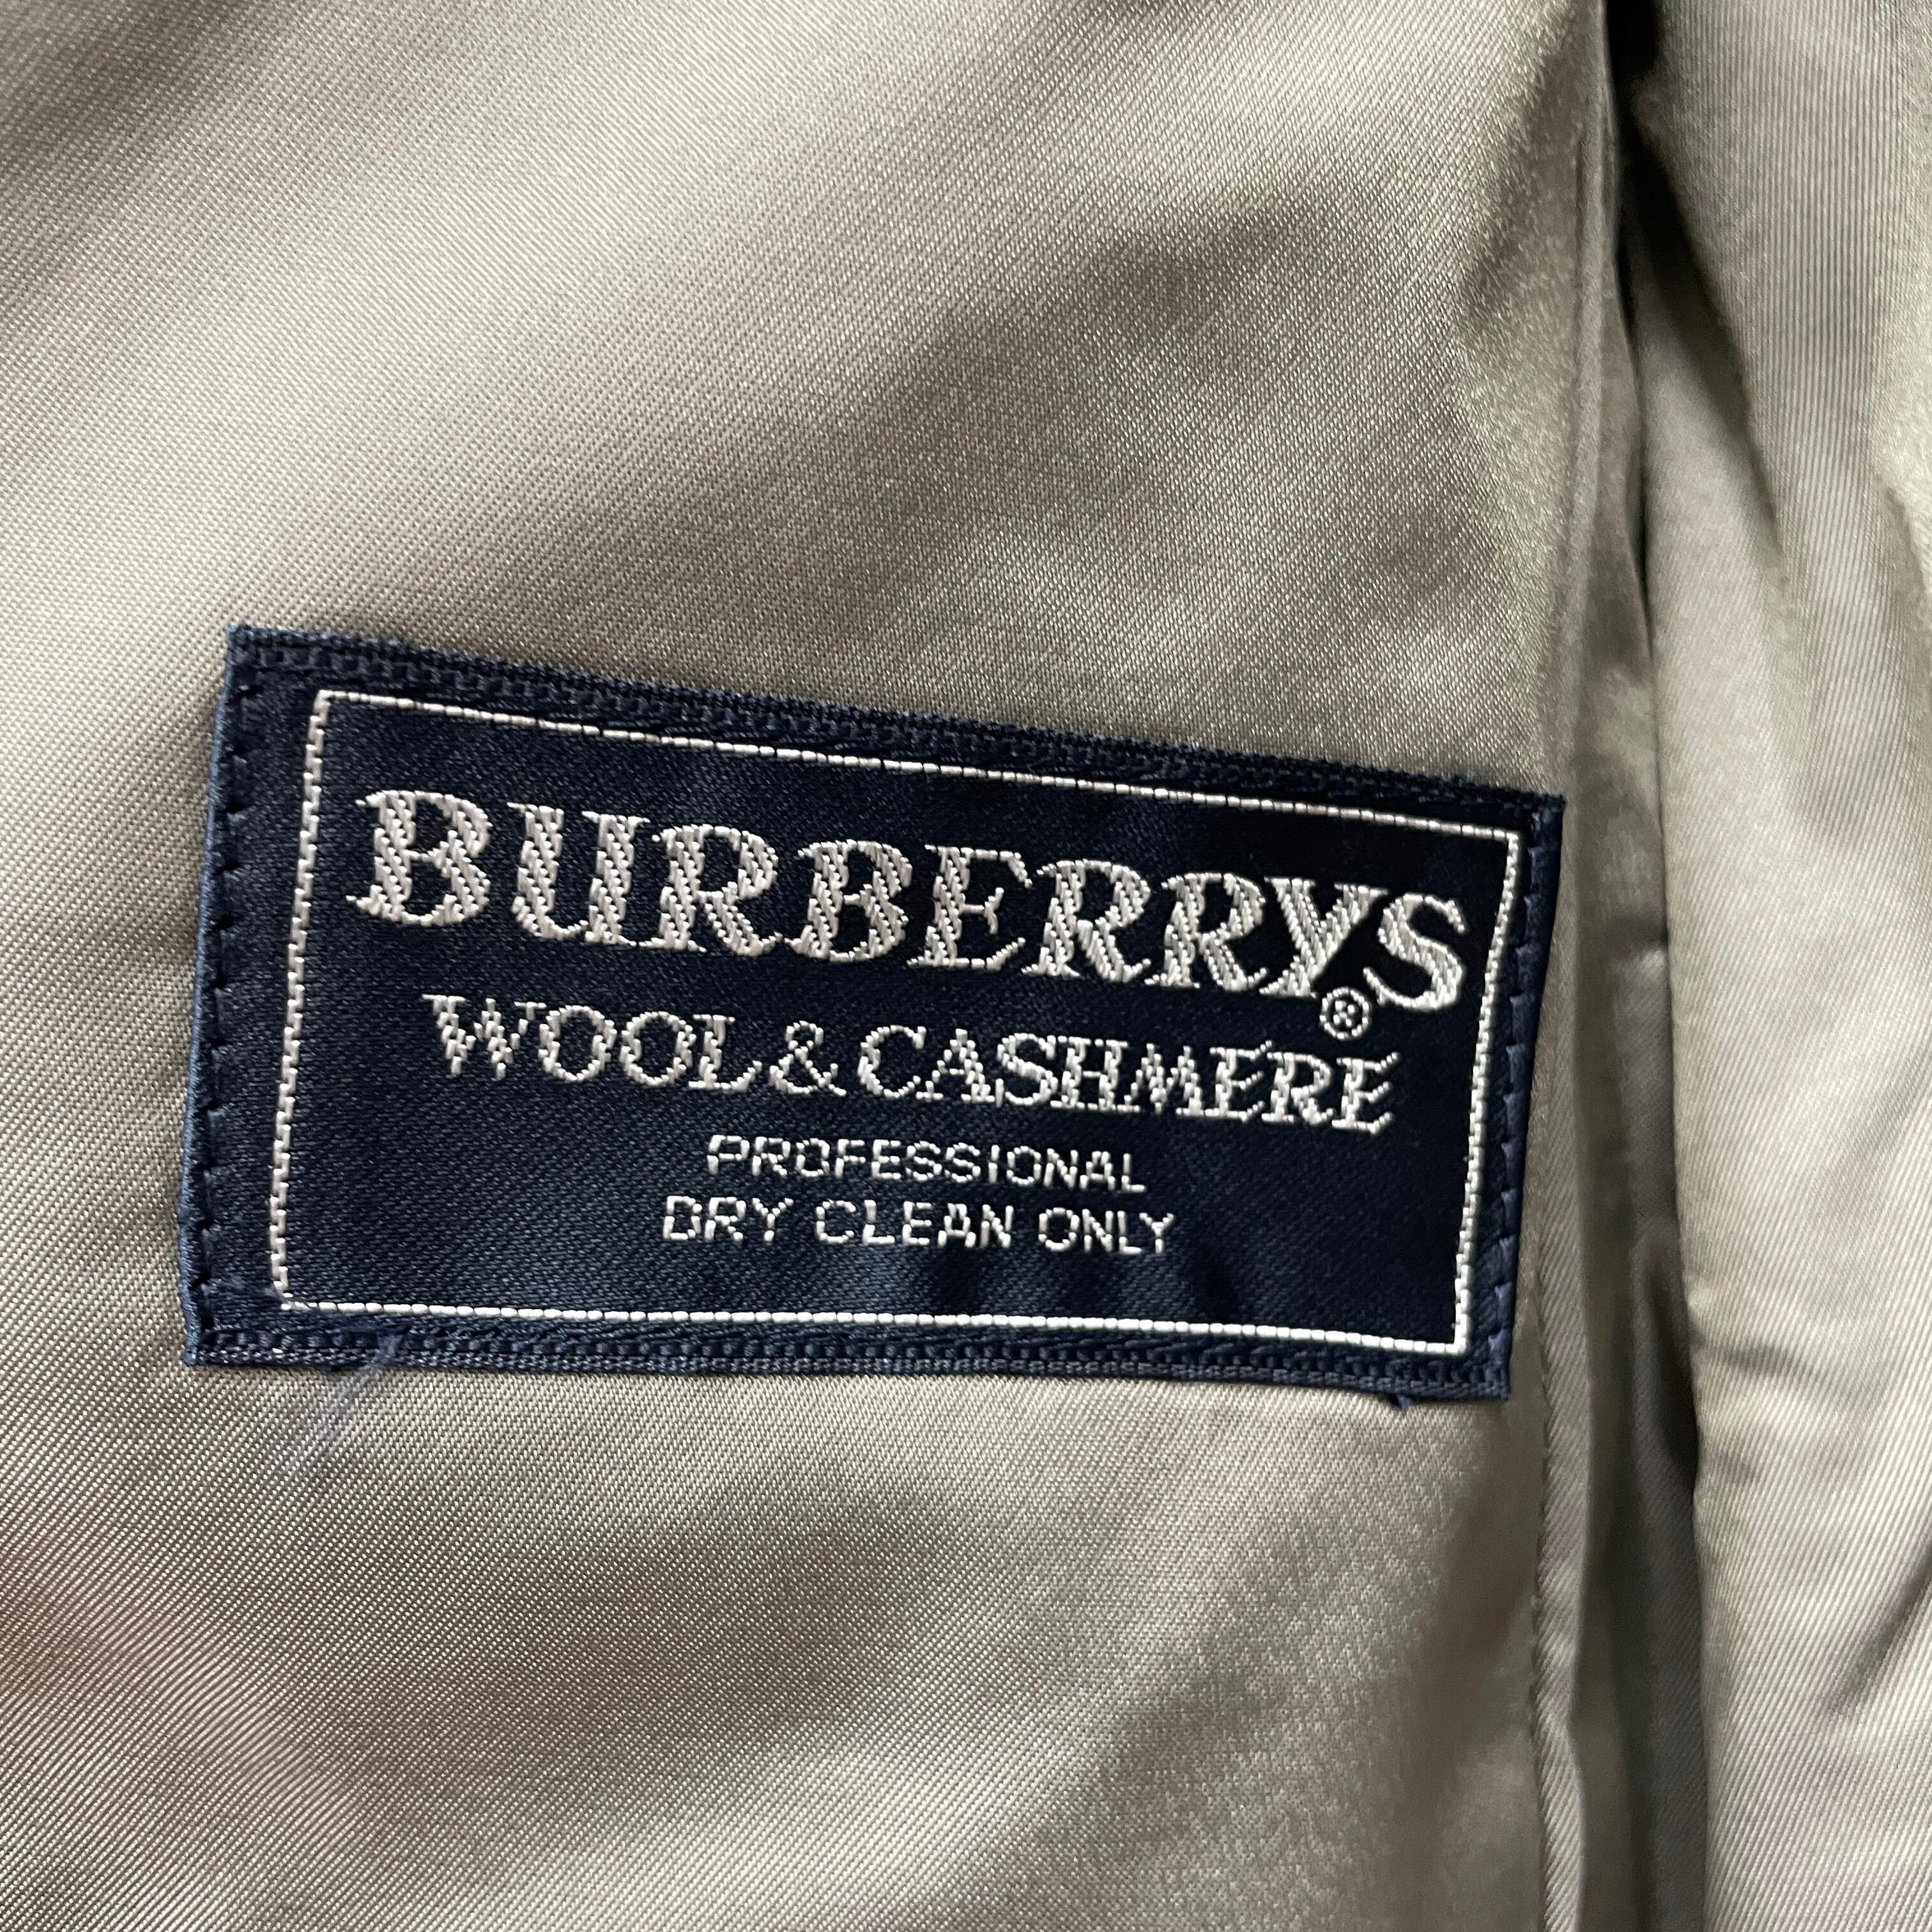 BURBERRYS®
WOOL & CASHMERE
PROFESSIONAL
DRY CLEAN ONLY